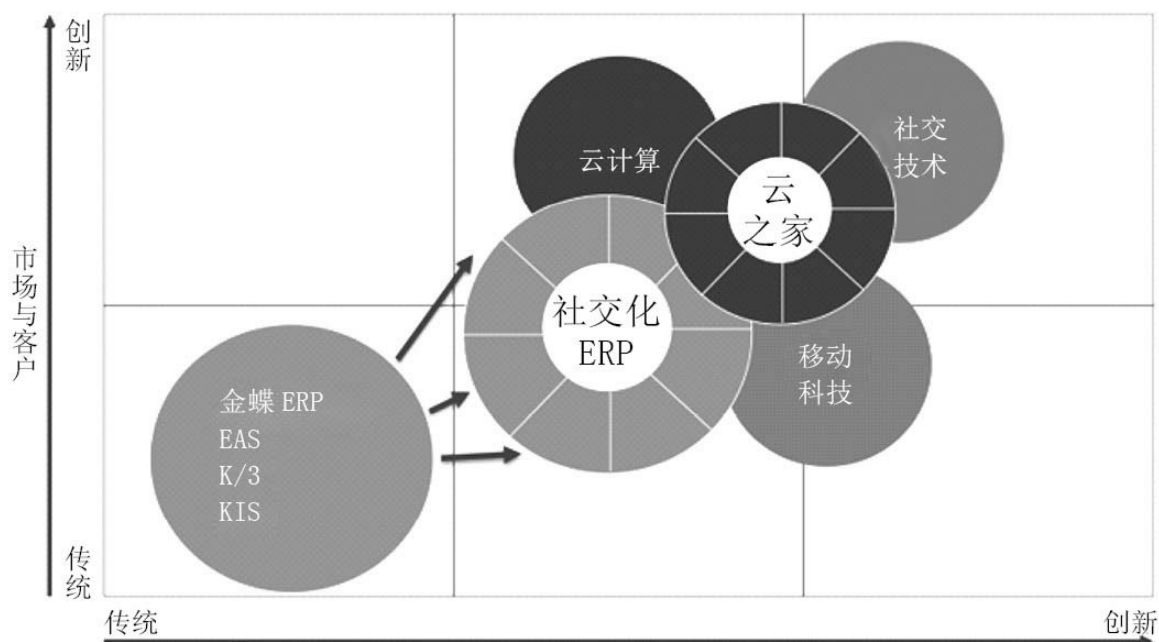 创新
社交
技术
云计算
云
之家
市场与客户
社交化
ERP
移动
科技
金蝶 ERP
EAS
K/3
KIS
传统
传统
创新